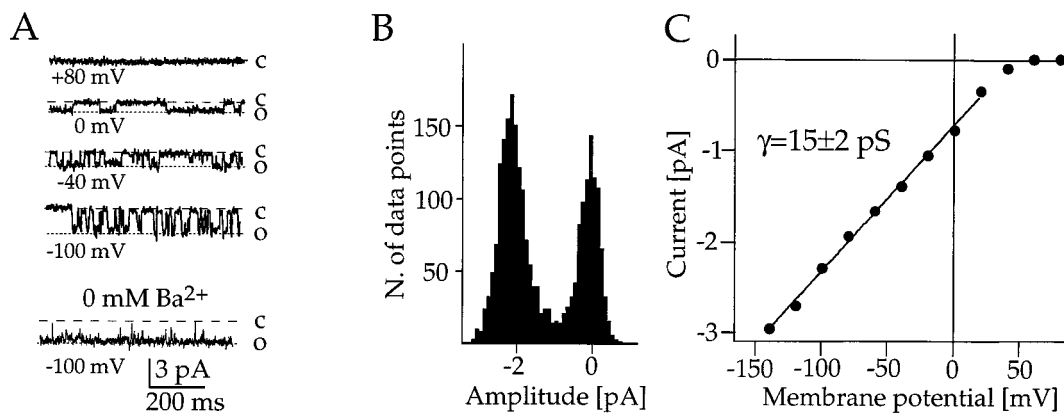 A
+80 mV
C
C
O
0 mV
C
O
-40 mV
C
O
-100 mV
0 mM Ba²⁺
C
O
-100 mV
3 pA
200 ms
B
N. of data points
150
100
50
-2
0
Amplitude [pA]
C
γ=15±2 pS
Current [pA]
0
-1
-2
-3
-150
-100
-50
0
50
Membrane potential [mV]